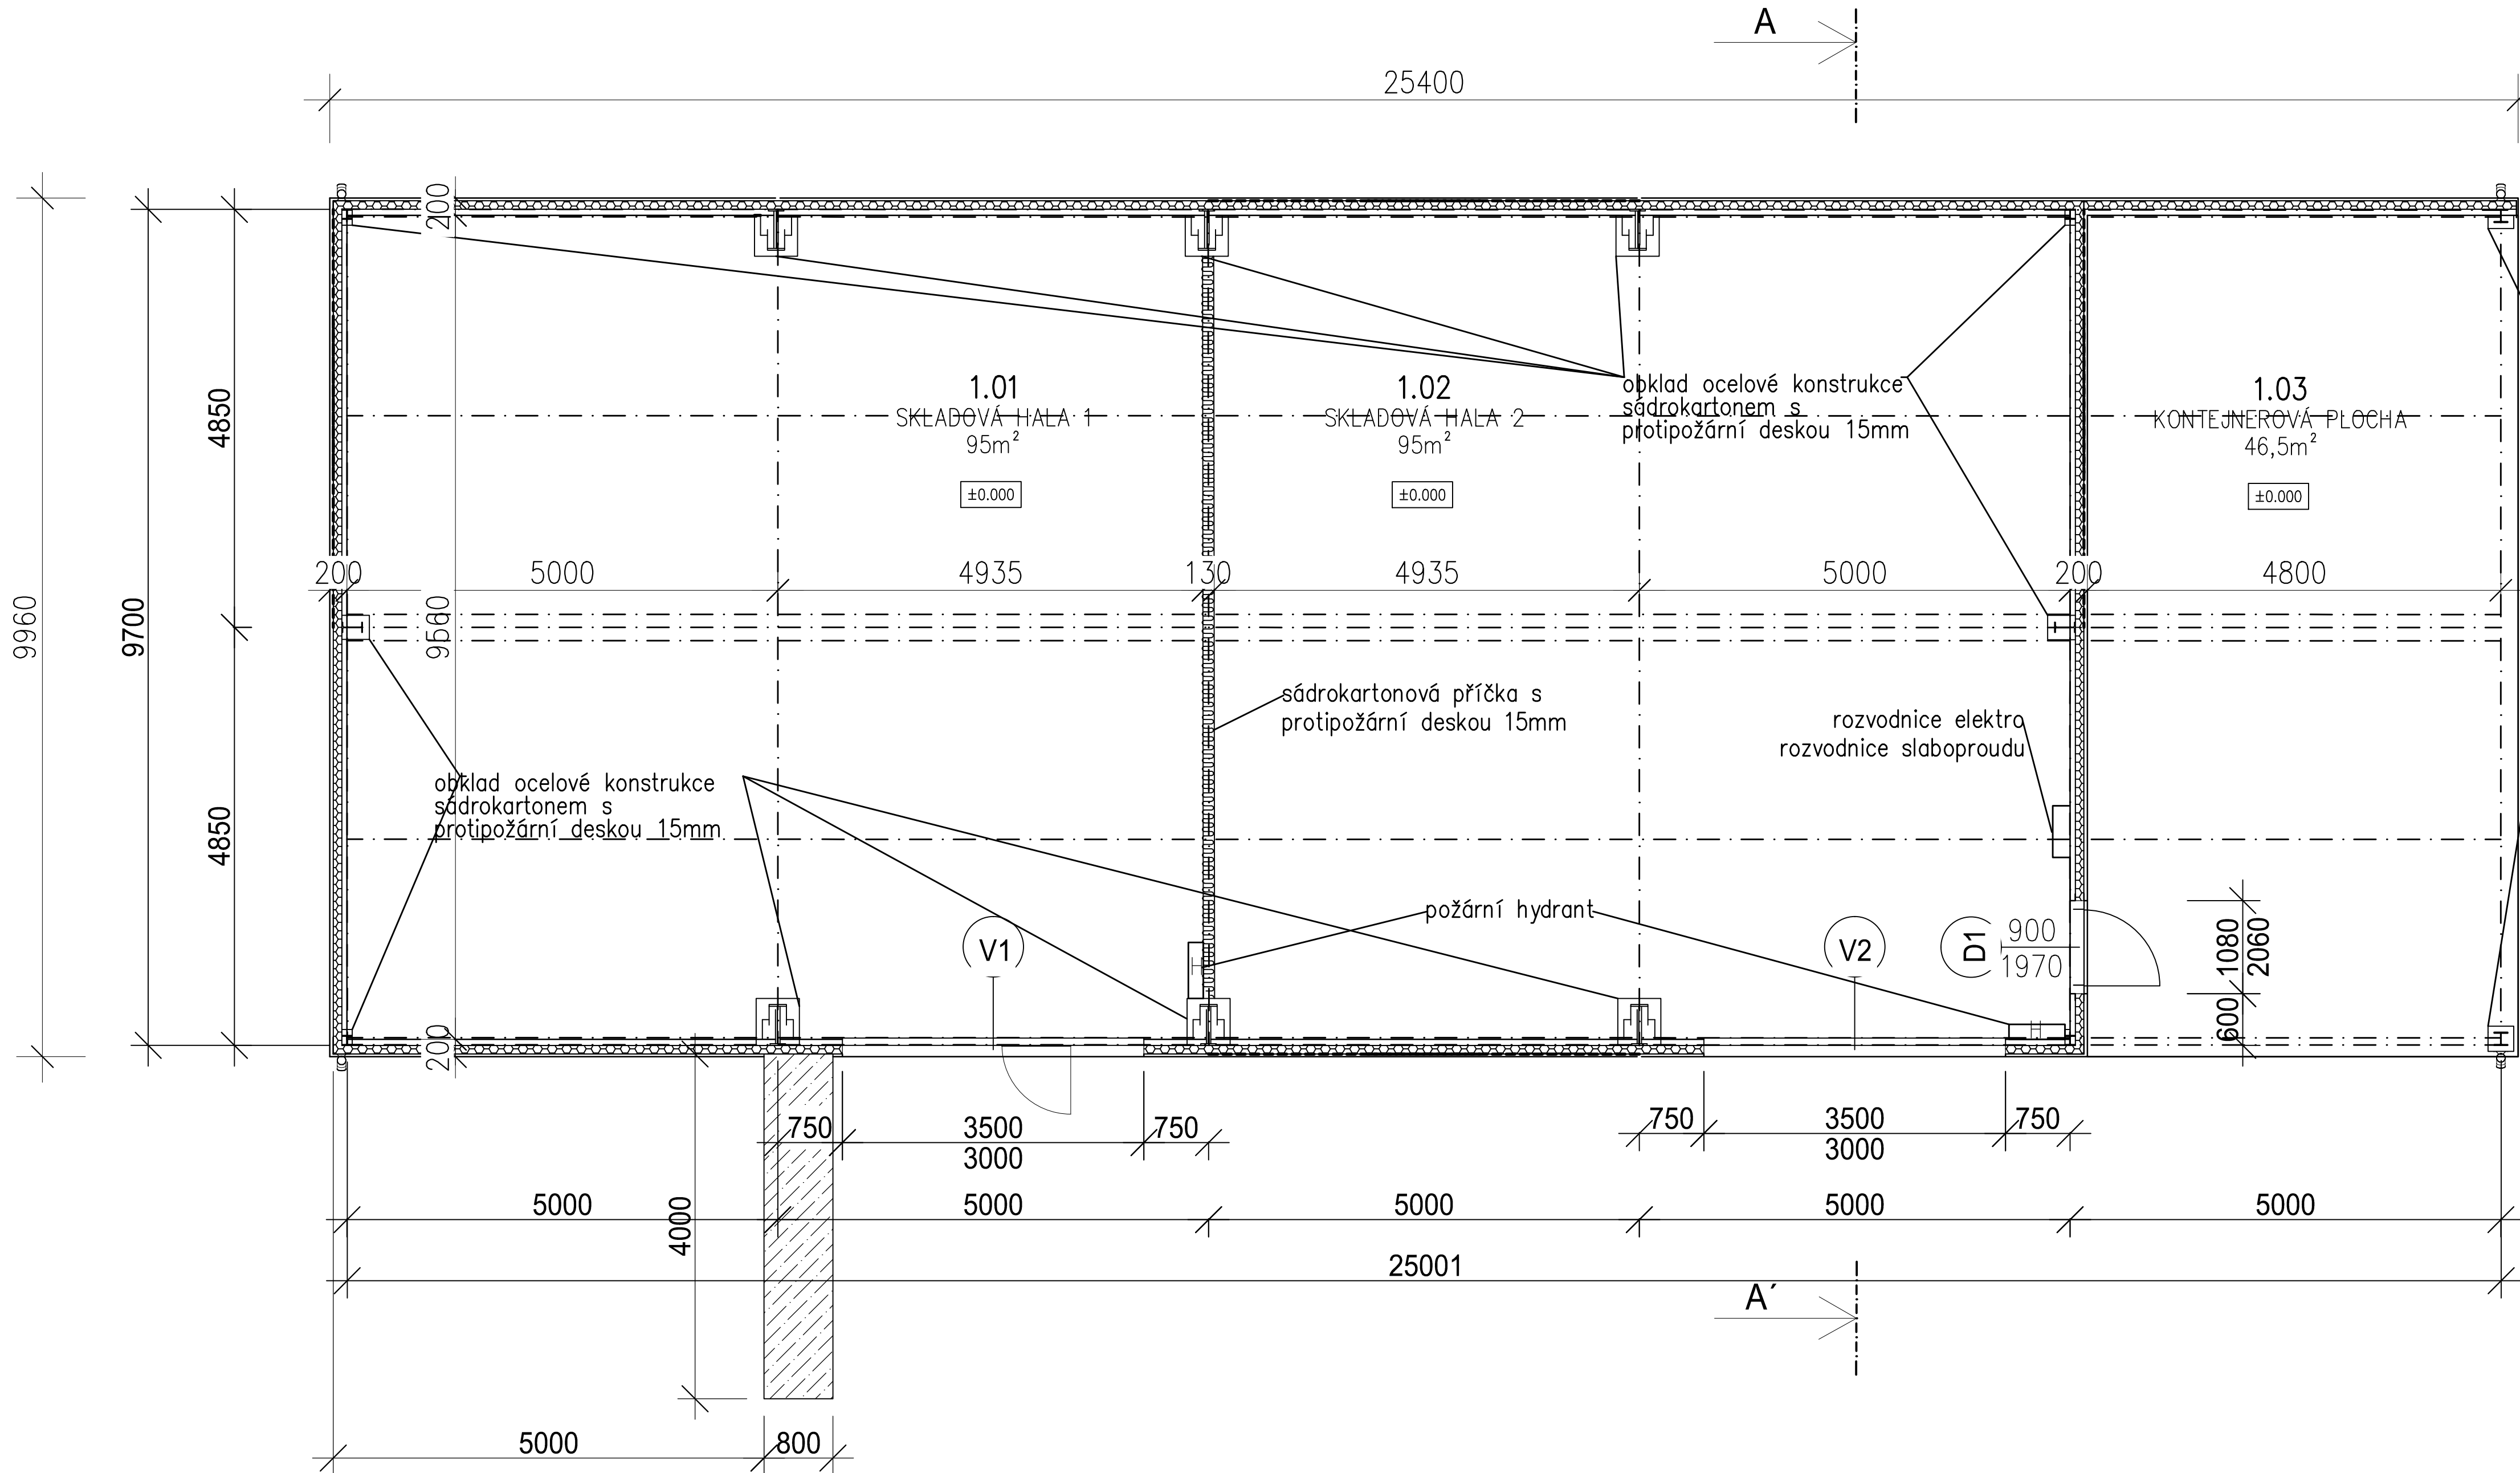 A
25400
200
1.01
SKLADOVÁ HALA 1
95m²
±0.000
1.02
SKLADOVÁ HALA 2
95m²
±0.000
obklad ocelové konstrukce
sádrokartonem s
protipožární deskou 15mm
1.03
KONTEJNEROVÁ PLOCHA
46,5m²
±0.000
4850
200
5000
4935
130
4935
5000
200
4800
9960
9700
9560
sádrokartonová příčka s
protipožární deskou 15mm
rozvodnice elektro
rozvodnice slaboproudu
obklad ocelové konstrukce
sádrokartonem s
protipožární deskou 15mm
4850
požární hydrant
V1
V2
D1
900
1970
1080
2060
600
200
750
3500
3000
750
750
3500
3000
750
5000
5000
5000
5000
5000
4000
25001
A´
5000
800